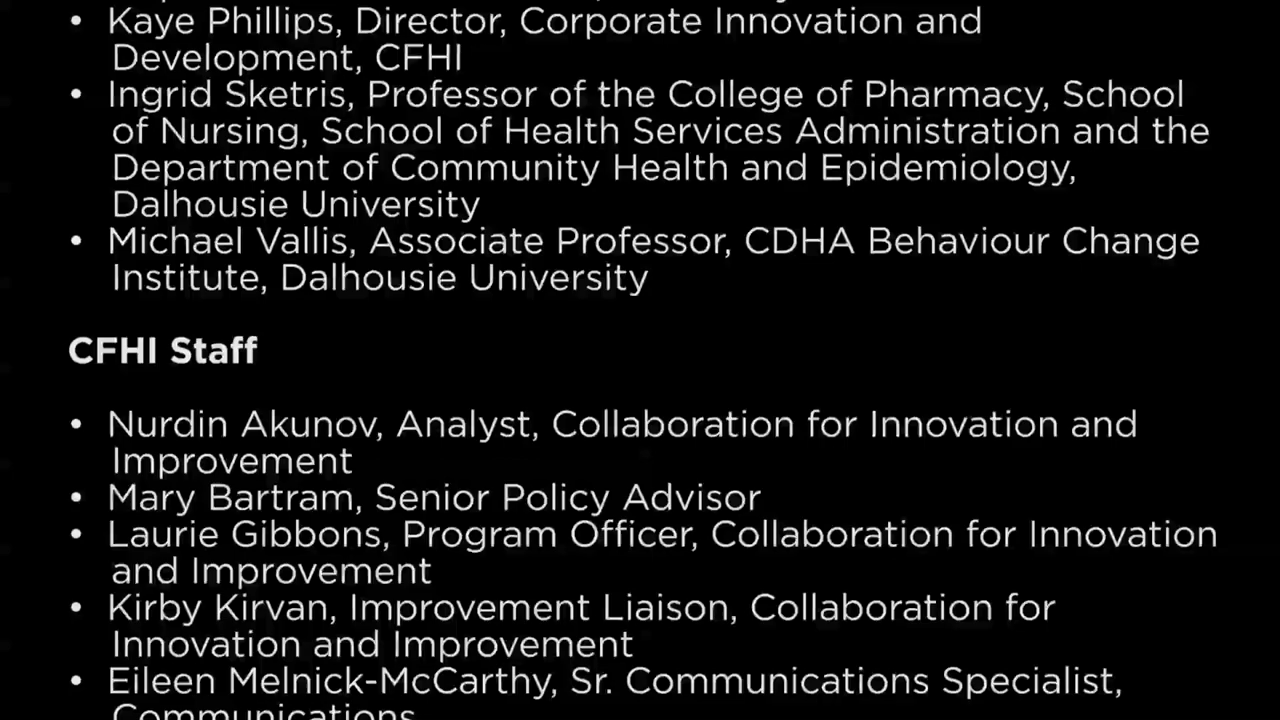 • Kaye Phillips, Director, Corporate Innovation and
Development, CFHI
• Ingrid Sketris, Professor of the College of Pharmacy, School
of Nursing, School of Health Services Administration and the
Department of Community Health and Epidemiology,
Dalhousie University
• Michael Vallis, Associate Professor, CDHA Behaviour Change
Institute, Dalhousie University
CFHI Staff
• Nurdin Akunov, Analyst, Collaboration for Innovation and
Improvement
• Mary Bartram, Senior Policy Advisor
• Laurie Gibbons, Program Officer, Collaboration for Innovation
and Improvement
• Kirby Kirvan, Improvement Liaison, Collaboration for
Innovation and Improvement
• Eileen Melnick-McCarthy, Sr. Communications Specialist,
Communications